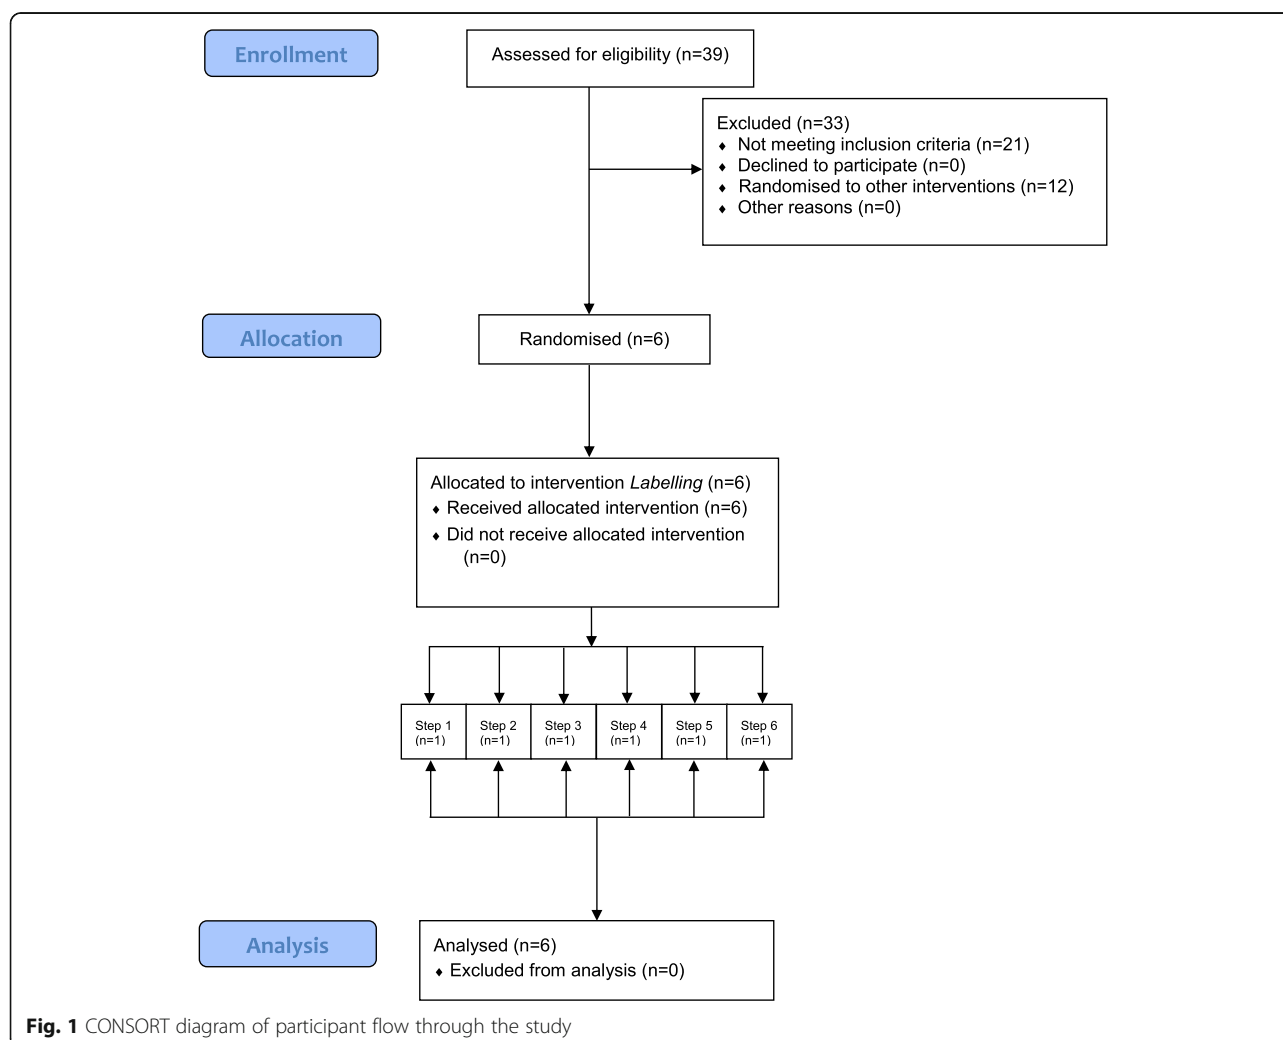 Enrollment
Assessed for eligibility (n=39)
Excluded (n=33)
♦ Not meeting inclusion criteria (n=21)
♦ Declined to participate (n=0)
♦ Randomised to other interventions (n=12)
♦ Other reasons (n=0)
Allocation
Randomised (n=6)
Allocated to intervention Labelling (n=6)
♦ Received allocated intervention (n=6)
♦ Did not receive allocated intervention
(n=0)
Step 1
(n=1)
Step 2
(n=1)
Step 3
(n=1)
Step 4
(n=1)
Step 5
(n=1)
Step 6
(n=1)
Analysis
Analysed (n=6)
♦ Excluded from analysis (n=0)
Fig. 1 CONSORT diagram of participant flow through the study